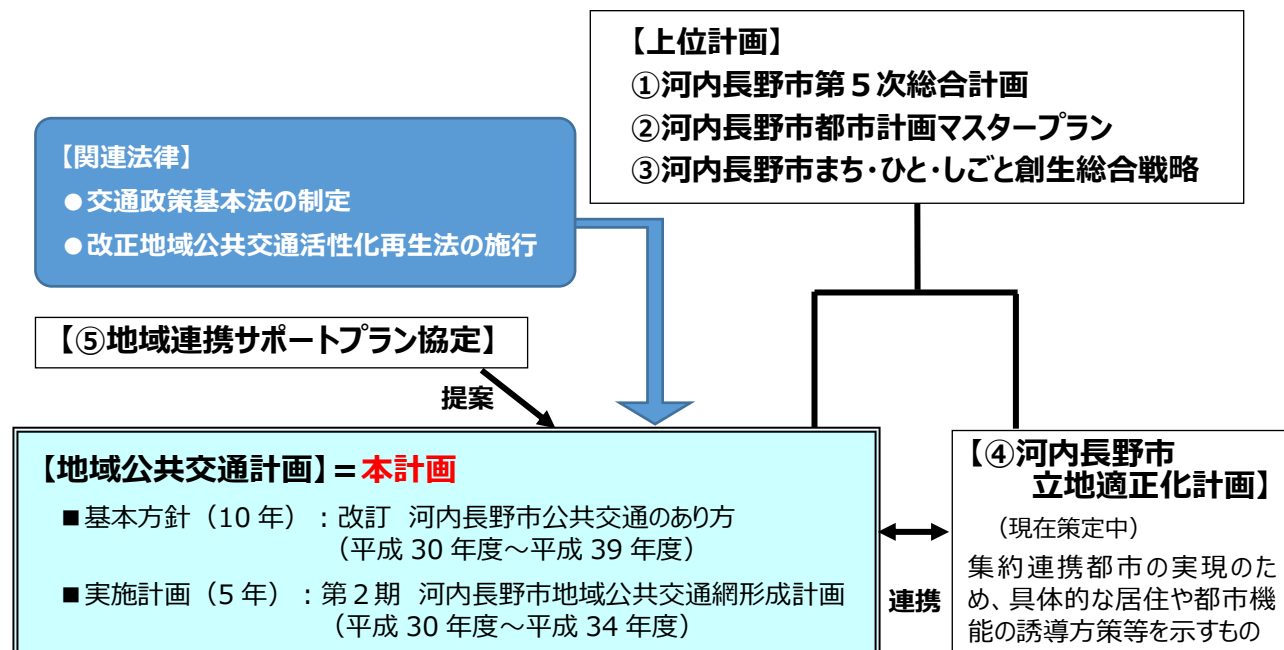 【上位計画】
①河内長野市第5次総合計画
②河内長野市都市計画マスタープラン
③河内長野市まち・ひと・しごと創生総合戦略
【関連法律】
●交通政策基本法の制定
●改正地域公共交通活性化再生法の施行
【⑤地域連携サポートプラン協定】
提案
【地域公共交通計画】=本計画
■基本方針（10 年）：改訂 河内長野市公共交通のあり方
（平成 30 年度～平成 39 年度）
■実施計画（5 年）：第2期 河内長野市地域公共交通網形成計画
（平成 30 年度～平成 34 年度）
連携
【④河内長野市
立地適正化計画】
（現在策定中）
集約連携都市の実現のた
め、具体的な居住や都市機
能の誘導方策等を示すもの